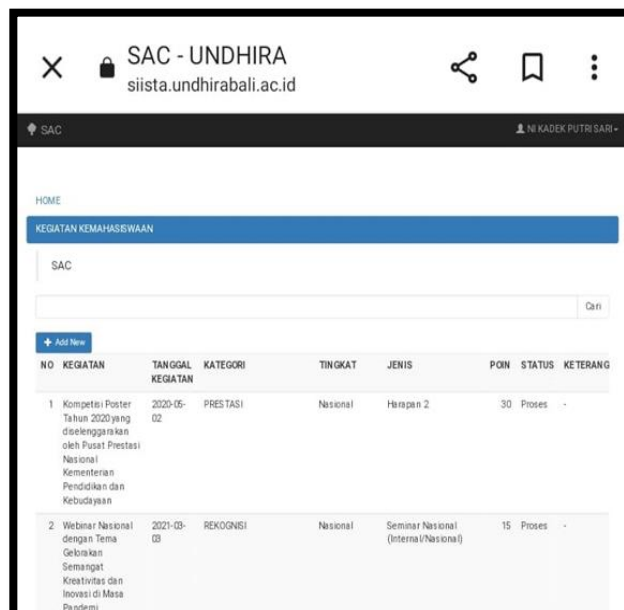 SAC - UNDHIRA
siista.undhirabali.ac.id
SAC
NI KADEK PUTRI SARI
HOME
KEGIATAN KEMAHASISWAAN
SAC
Cari
Add New
NO KEGIATAN TANGGAL KEGIATAN KATEGORI TINGKAT JENIS POIN STATUS KETERANG
1 Kompetisi Poster 2020-05- PRESTASI Nasional Harapan 2 30 Proses -
Tahun 2020 yang 02
diselenggarakan
oleh Pusat Prestasi
Nasional
Kementerian
Pendidikan dan
Kebudayaan
2 Webinar Nasional 2021-03- REKOGNISI Nasional Seminar Nasional 15 Proses -
dengan Tema 03 (Internal/Nasional)
Gelorakan
Semangat
Kreativitas dan
Inovasi di Masa
Pandemi